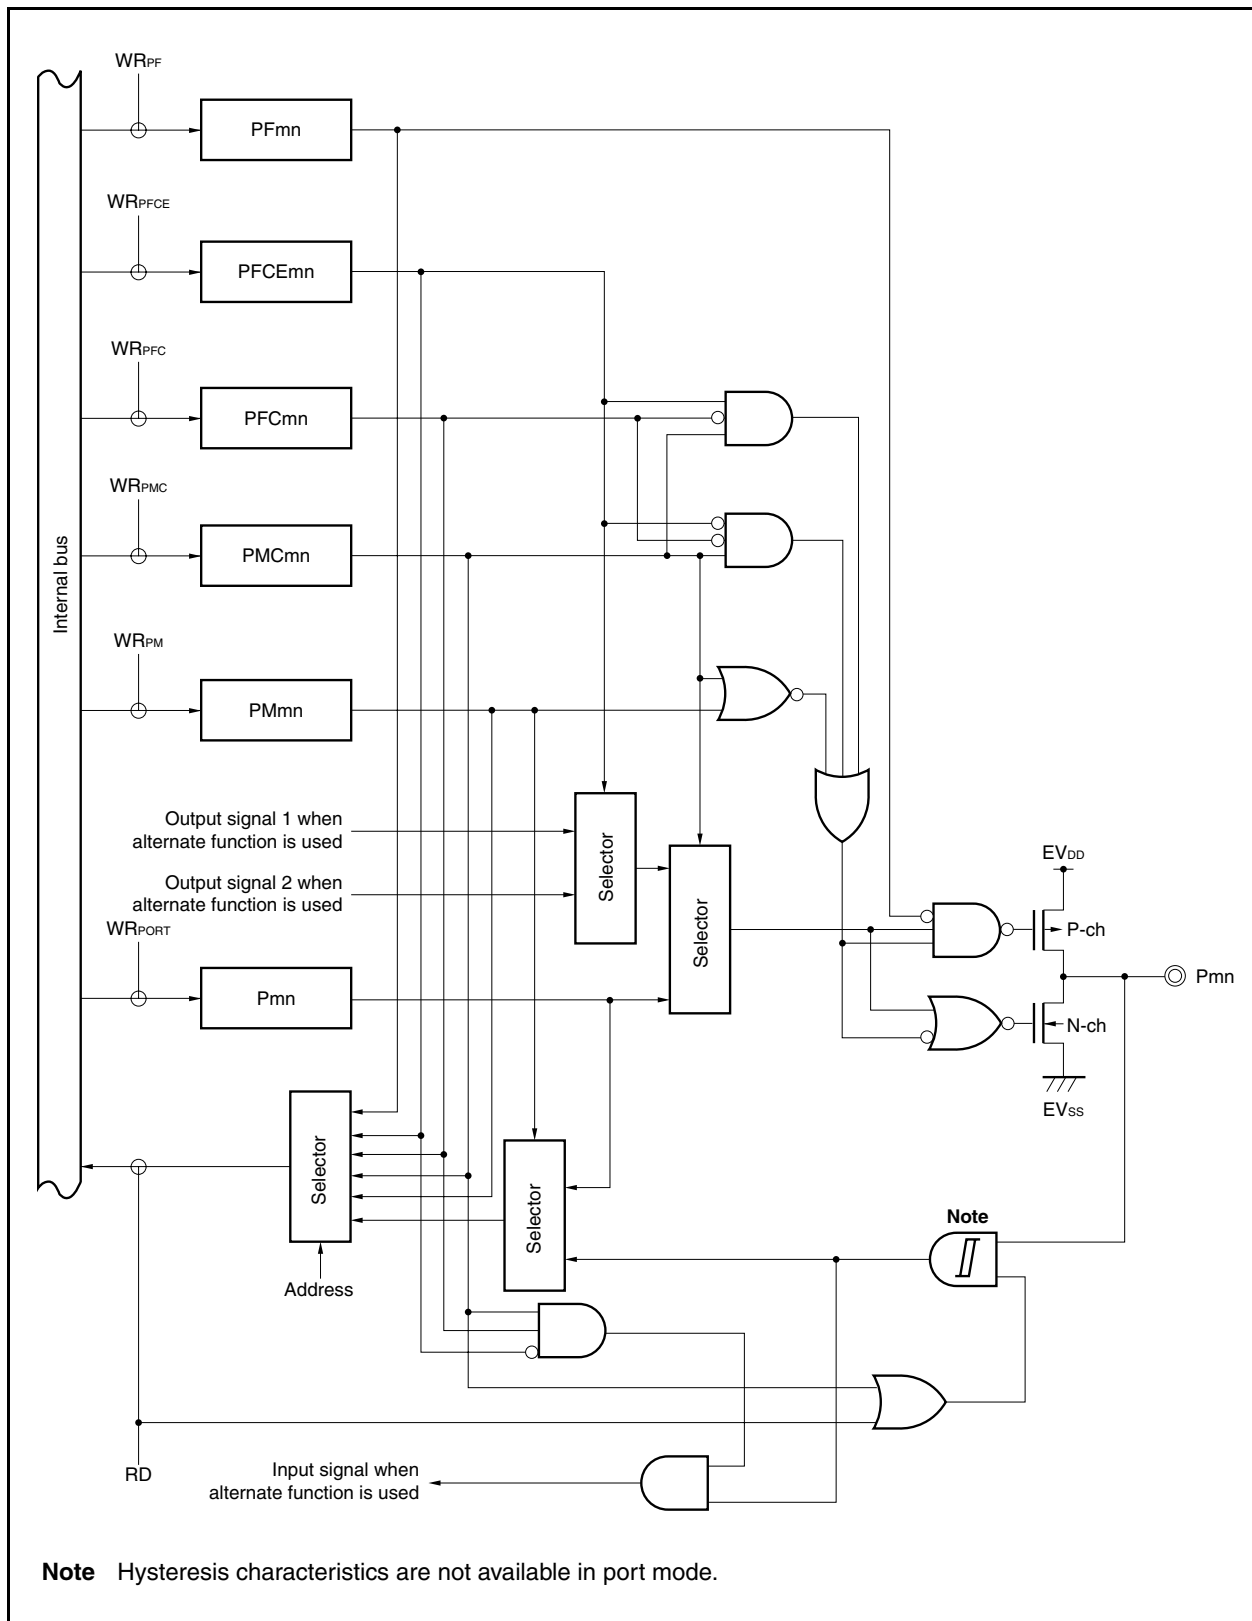 WRPF
PFmn
WRPFCE
PFCEmn
WRPFC
PFCmn
WRPMC
PMCmn
Internal bus
WRPM
PMmn
Output signal 1 when
alternate function is used
Output signal 2 when
alternate function is used
Selector
Selector
EVDD
P-ch
WRPORT
Pmn
Pmn
N-ch
EVSS
Selector
Selector
Address
Note
RD
Input signal when
alternate function is used
Note Hysteresis characteristics are not available in port mode.